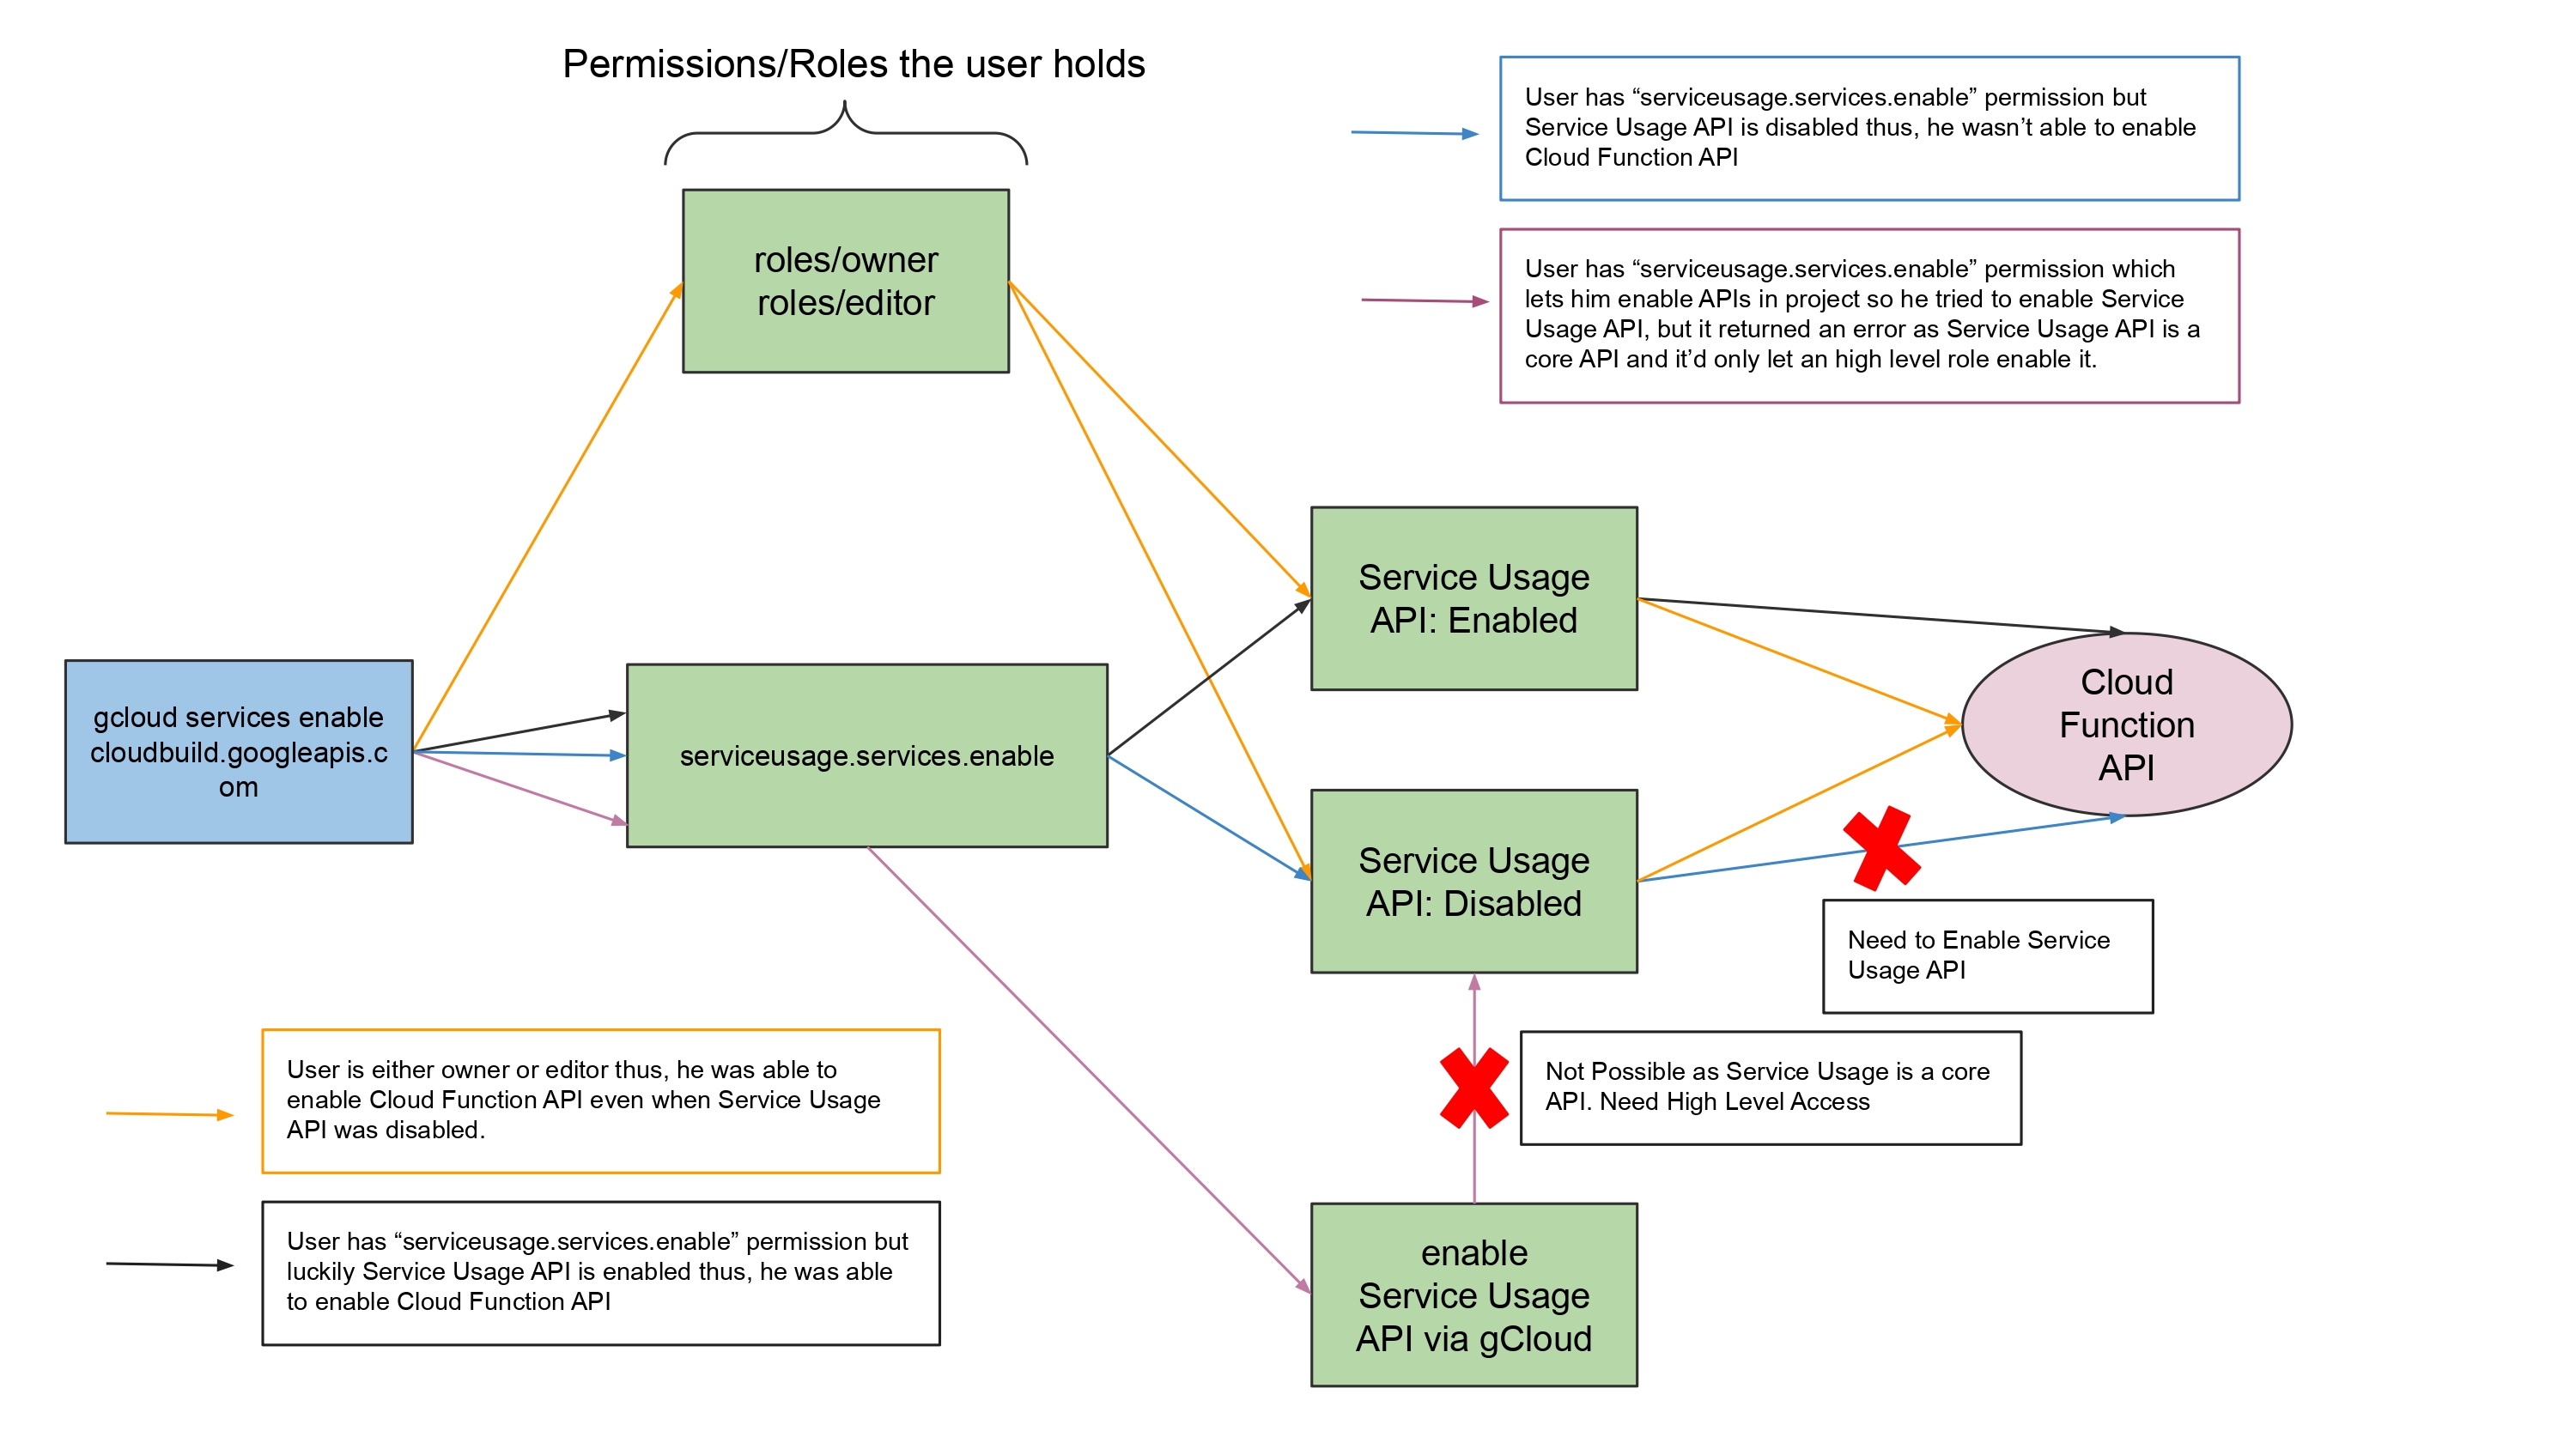 Permissions/Roles the user holds
User has “serviceusage.services.enable” permission but
Service Usage API is disabled thus, he wasn’t able to enable
Cloud Function API
roles/owner
roles/editor
User has “serviceusage.services.enable” permission which
lets him enable APIs in project so he tried to enable Service
Usage API, but it returned an error as Service Usage API is a
core API and it’d only let an high level role enable it.
Service Usage
API: Enabled
gcloud services enable
cloudbuild.googleapis.c
om
serviceusage.services.enable
Cloud
Function
API
Service Usage
API: Disabled
Need to Enable Service
Usage API
User is either owner or editor thus, he was able to
enable Cloud Function API even when Service Usage
API was disabled.
Not Possible as Service Usage is a core
API. Need High Level Access
User has “serviceusage.services.enable” permission but
luckily Service Usage API is enabled thus, he was able
to enable Cloud Function API
enable
Service Usage
API via gCloud